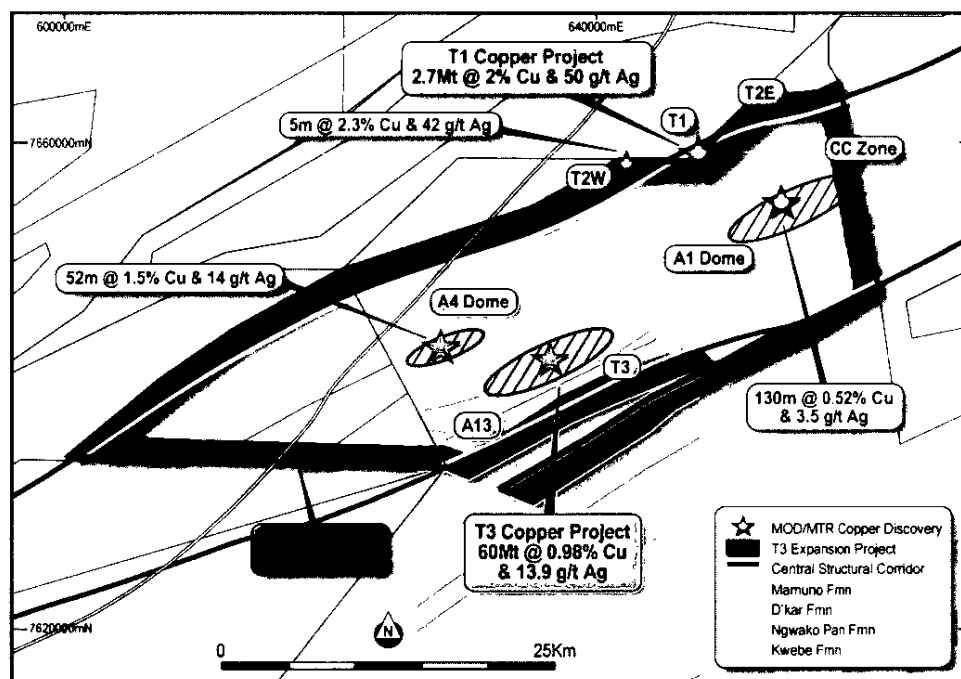 600000mE
640000mE
T1 Copper Project
2.7Mt @ 2% Cu & 50 g/t Ag
T2E
5m @ 2.3% Cu & 42 g/t Ag
T1
7660000mN
T2W
CC Zone
A1 Dome
52m @ 1.5% Cu & 14 g/t Ag
A4 Dome
T3
130m @ 0.52% Cu
& 3.5 g/t Ag
A13
T3 Copper Project
60Mt @ 0.98% Cu
& 13.9 g/t Ag
MOD/MTR Copper Discovery
T3 Expansion Project
Central Structural Corridor
Mamuno Fmn
D'kar Fmn
Ngwako Pan Fmn
Kwebe Fmn
7620000mN
N
0
25Km